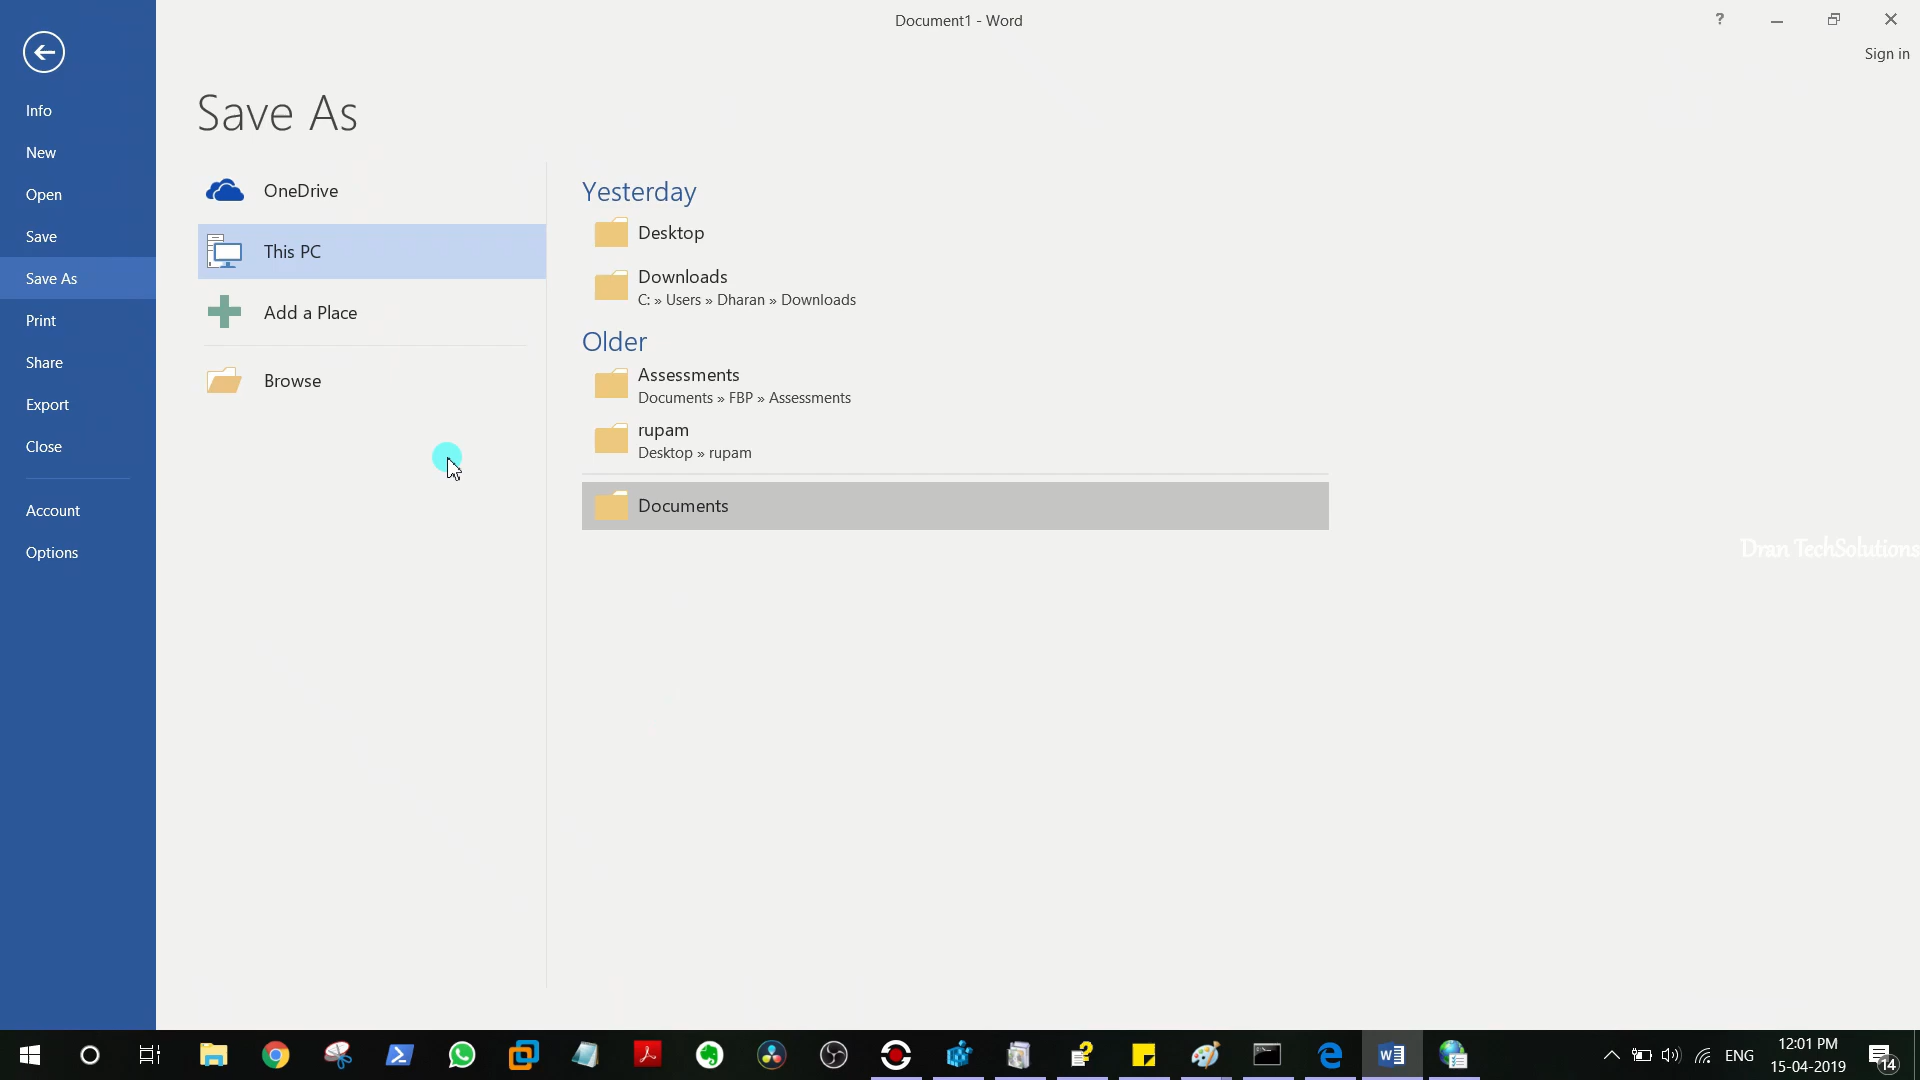 Document1 - Word
?
Sign in
Info
New
Open
Save
Save As
Print
Share
Export
Close
Account
Options
Save As
OneDrive
This PC
Add a Place
Browse
Yesterday
Desktop
Downloads
C: » Users » Dharan » Downloads
Older
Assessments
Documents » FBP » Assessments
rupam
Desktop » rupam
Documents
Dran TechSolutions
ENG
12:01 PM
15-04-2019
14